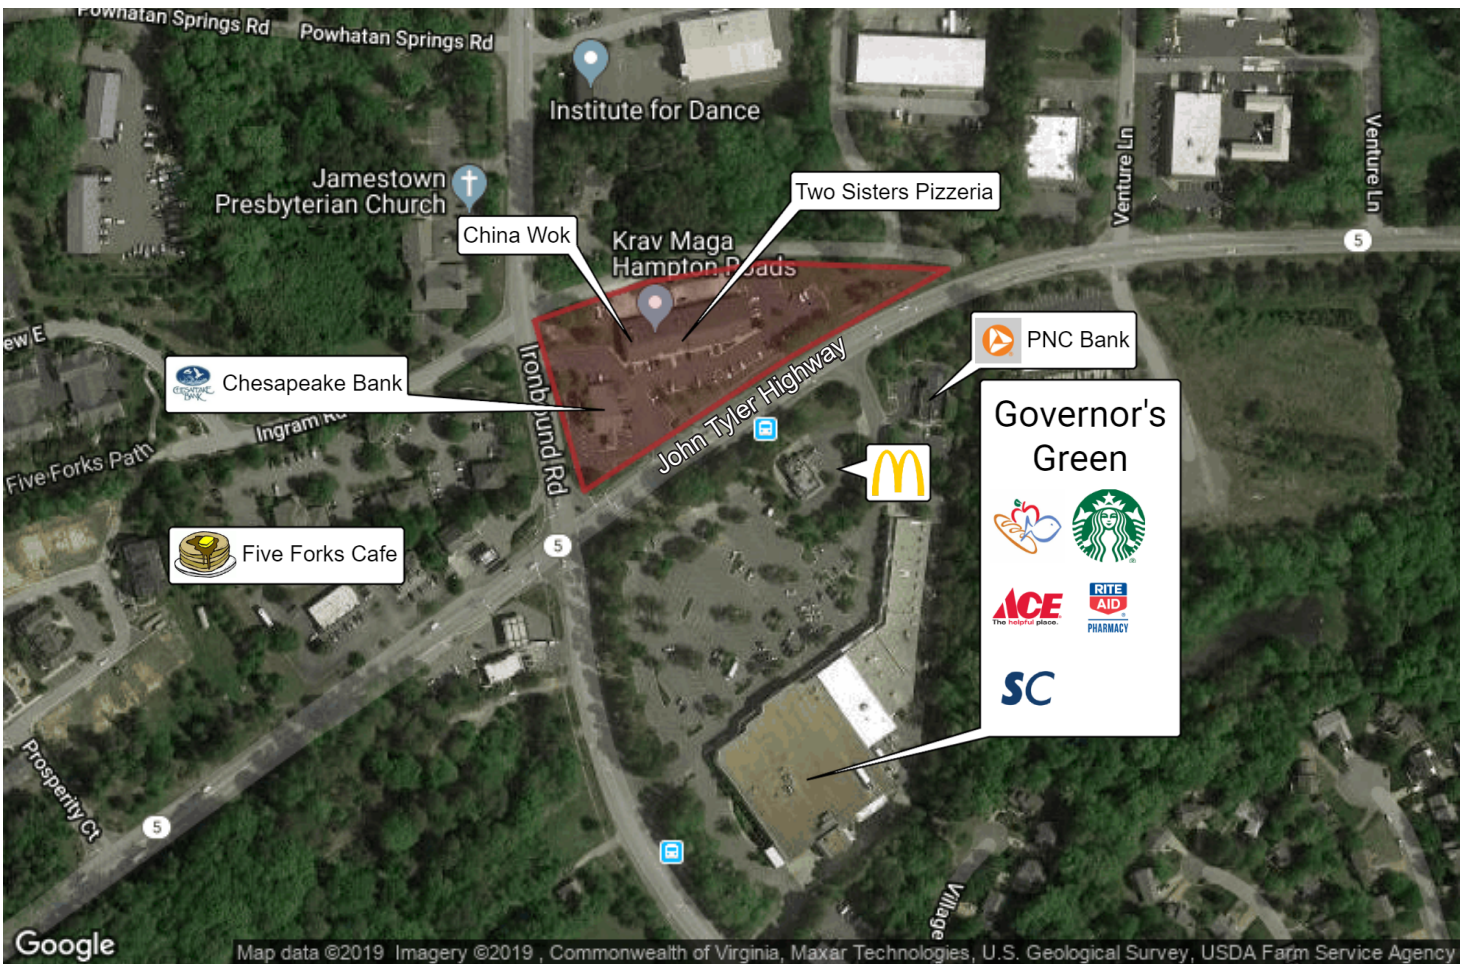 Powhatan Springs Rd
Powhatan Springs Rd
Institute for Dance
Venture Ln
Venture Ln
Jamestown
Presbyterian Church
Two Sisters Pizzeria
China Wok
Krav Maga
Hampton Roads
5
ew E
PNC Bank
CHESAPEAKE
BANK
Chesapeake Bank
Ironbound Rd
John Tyler Highway
Ingram Rd
Five Forks Path
Governor's
Green
Five Forks Cafe
5
ACE
The helpful place.
RITE
AID
PHARMACY
SC
Prosperity Ct
5
Village
Google
Map data ©2019 Imagery ©2019 , Commonwealth of Virginia, Maxar Technologies, U.S. Geological Survey, USDA Farm Service Agency